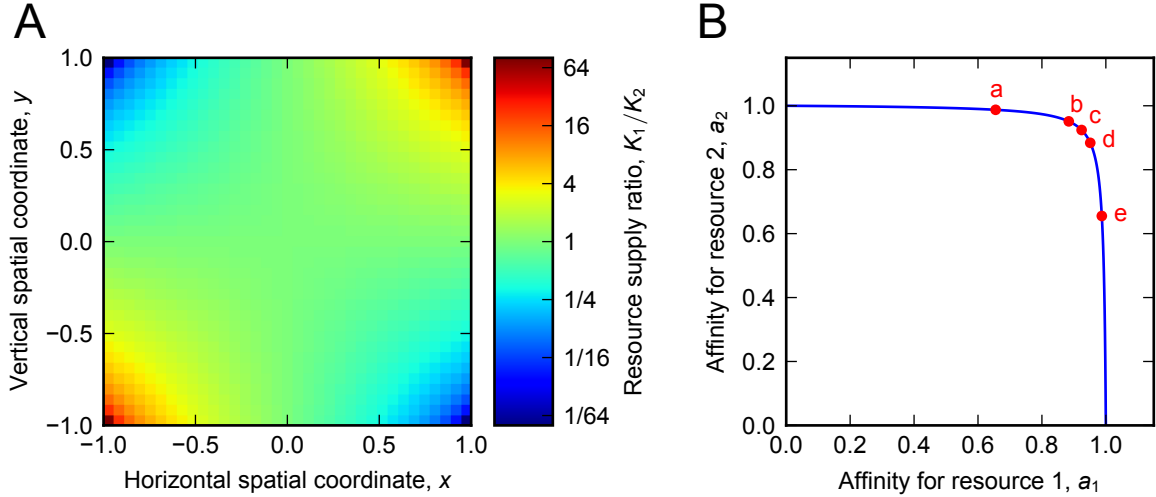 A
B
Vertical spatial coordinate, y
1.0
0.5
0.0
−0.5
−1.0
−1.0
−0.5
0.0
0.5
1.0
Horizontal spatial coordinate, x
64
16
4
1
1/4
1/16
1/64
Resource supply ratio, K1/K2
Affinity for resource 2, a2
1.0
0.8
0.6
0.4
0.2
0.0
a
b
c
d
e
0.0
0.2
0.4
0.6
0.8
1.0
Affinity for resource 1, a1